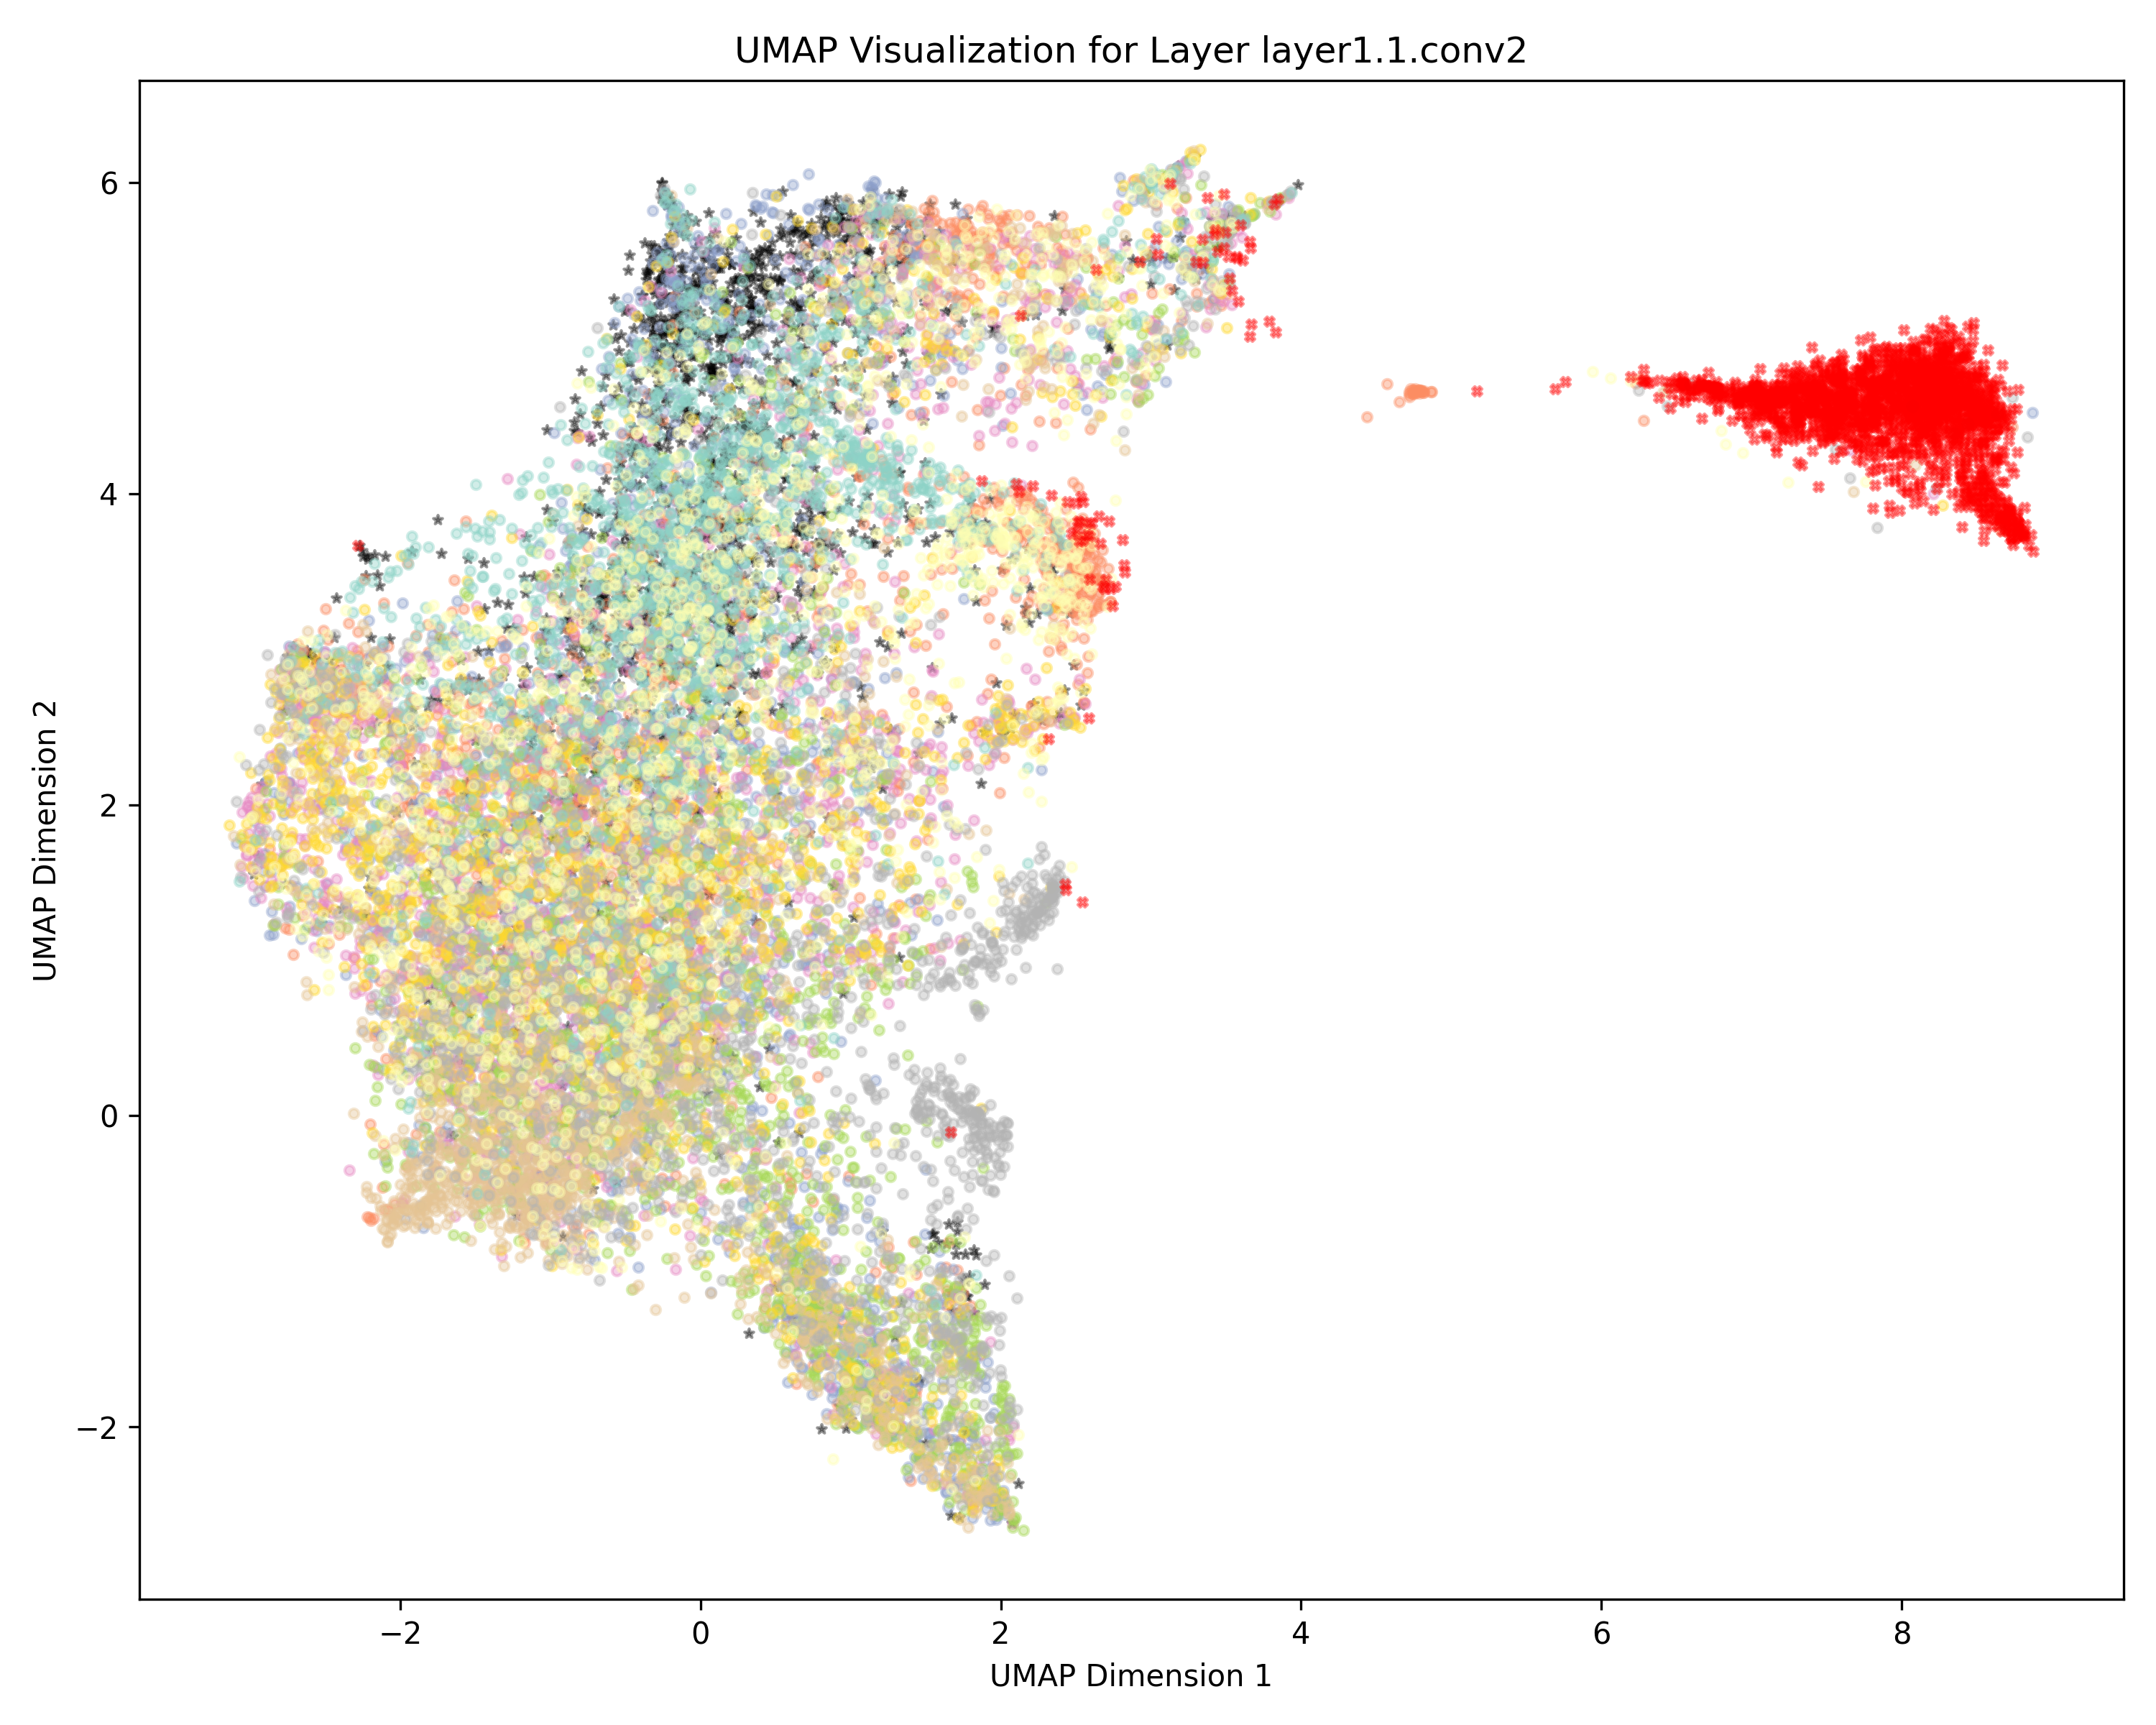 UMAP Visualization for Layer layer1.1.conv2
6
4
2
0
−2
UMAP Dimension 2
−2 0 2 4 6 8
UMAP Dimension 1